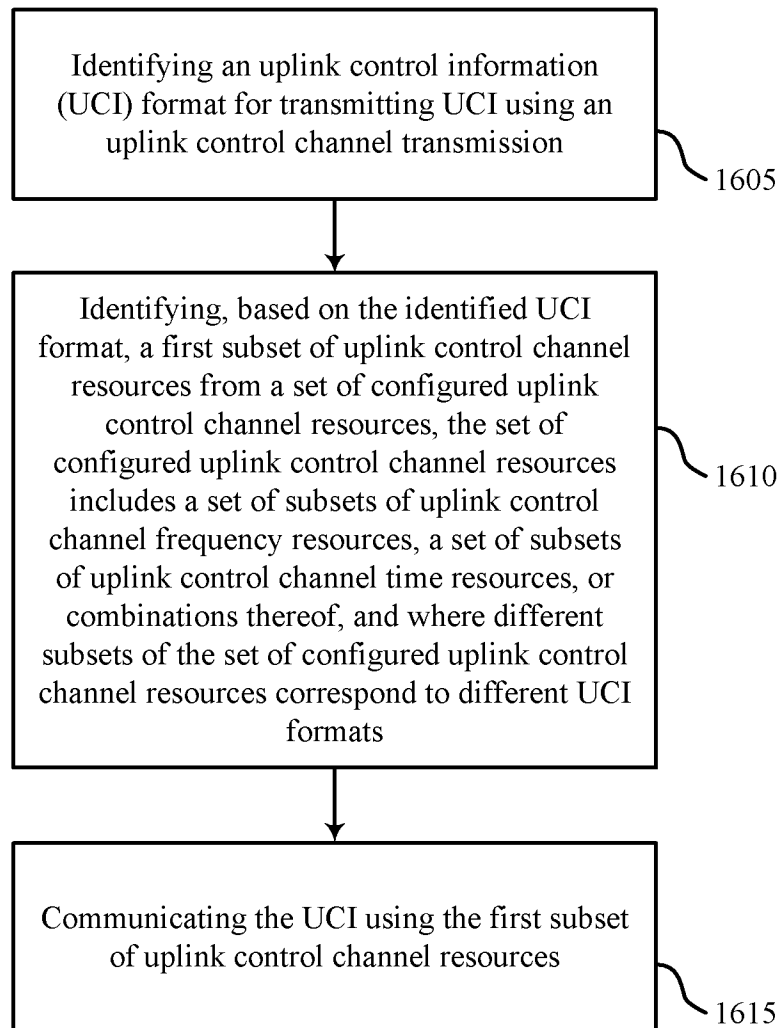 Identifying an uplink control information
(UCI) format for transmitting UCI using an
uplink control channel transmission
1605
Identifying, based on the identified UCI
format, a first subset of uplink control channel
resources from a set of configured uplink
control channel resources, the set of
configured uplink control channel resources
includes a set of subsets of uplink control
channel frequency resources, a set of subsets
of uplink control channel time resources, or
combinations thereof, and where different
subsets of the set of configured uplink control
channel resources correspond to different UCI
formats
1610
Communicating the UCI using the first subset
of uplink control channel resources
1615